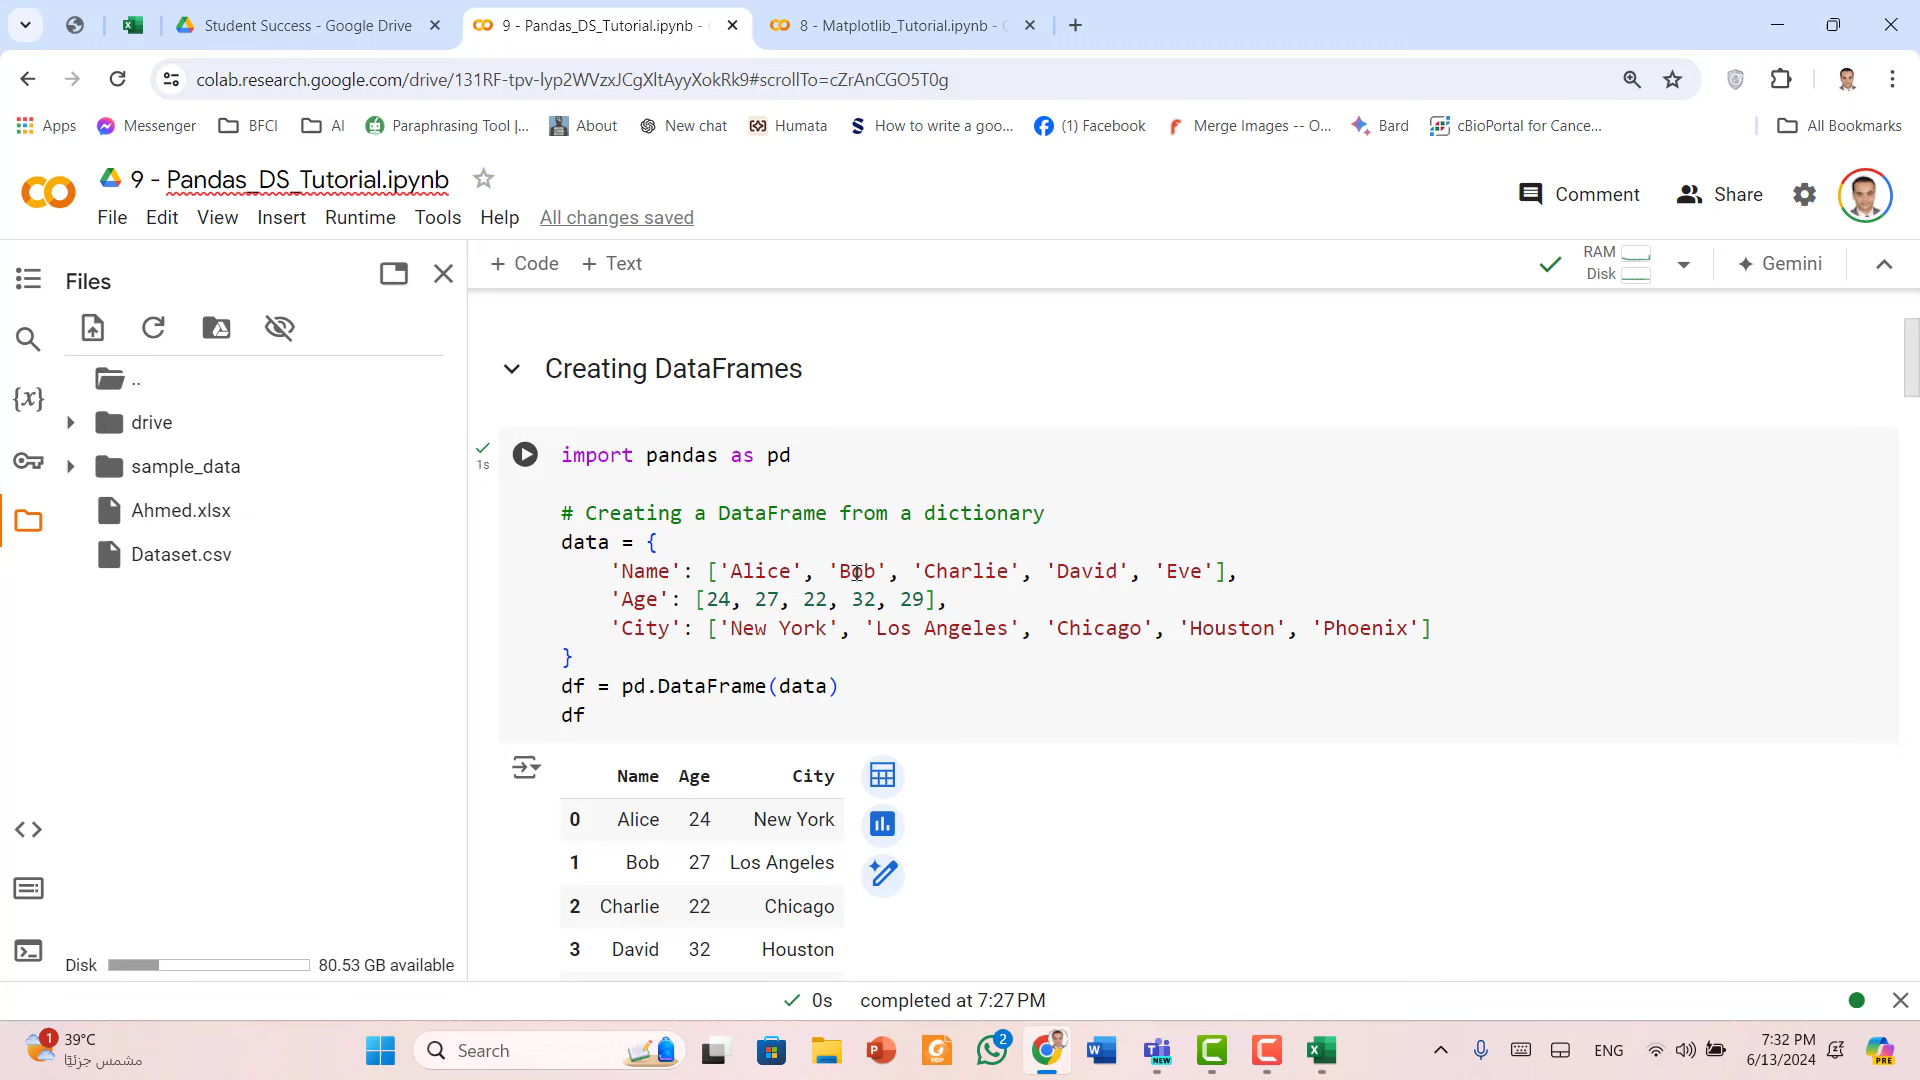 Student Success - Google Drive
9 - Pandas_DS_Tutorial.ipynb -
8 - Matplotlib_Tutorial.ipynb -
colab.research.google.com/drive/131RF-tpv-lyp2WVzxJCgXltAyyXokRk9#scrollTo=cZrAnCGO5T0g
Apps Messenger BFCI AI Paraphrasing Tool |... About New chat Humata How to write a goo... (1) Facebook Merge Images -- O... Bard cBioPortal for Cance... All Bookmarks
9 - Pandas_DS_Tutorial.ipynb
Comment Share
File Edit View Insert Runtime Tools Help All changes saved
Files
+ Code + Text
RAM
Disk
Gemini
..
drive
sample_data
Ahmed.xlsx
Dataset.csv
{x}
Disk 80.53 GB available
Creating DataFrames
1s
import pandas as pd
# Creating a DataFrame from a dictionary
data = {
'Name': ['Alice', 'Bob', 'Charlie', 'David', 'Eve'],
'Age': [24, 27, 22, 32, 29],
'City': ['New York', 'Los Angeles', 'Chicago', 'Houston', 'Phoenix']
}
df = pd.DataFrame(data)
df
Name Age City
0 Alice 24 New York
1 Bob 27 Los Angeles
2 Charlie 22 Chicago
3 David 32 Houston
0s completed at 7:27 PM
1
39°C
مشمس جزئيًا
Search
2
NEW
ENG
7:32 PM
6/13/2024
PRE